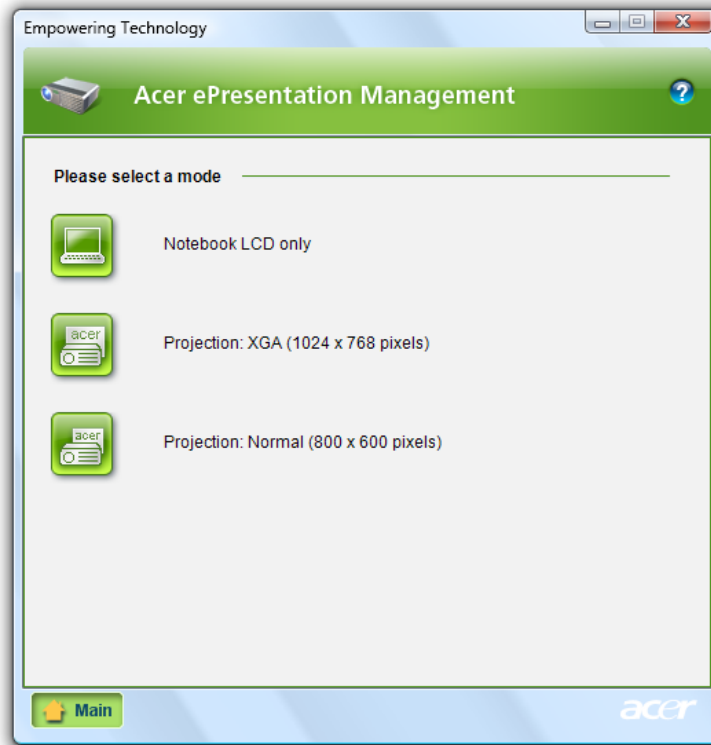 Empowering Technology
Acer ePresentation Management
?
Please select a mode
Notebook LCD only
acer
Projection: XGA (1024 x 768 pixels)
acer
Projection: Normal (800 x 600 pixels)
Main
acer